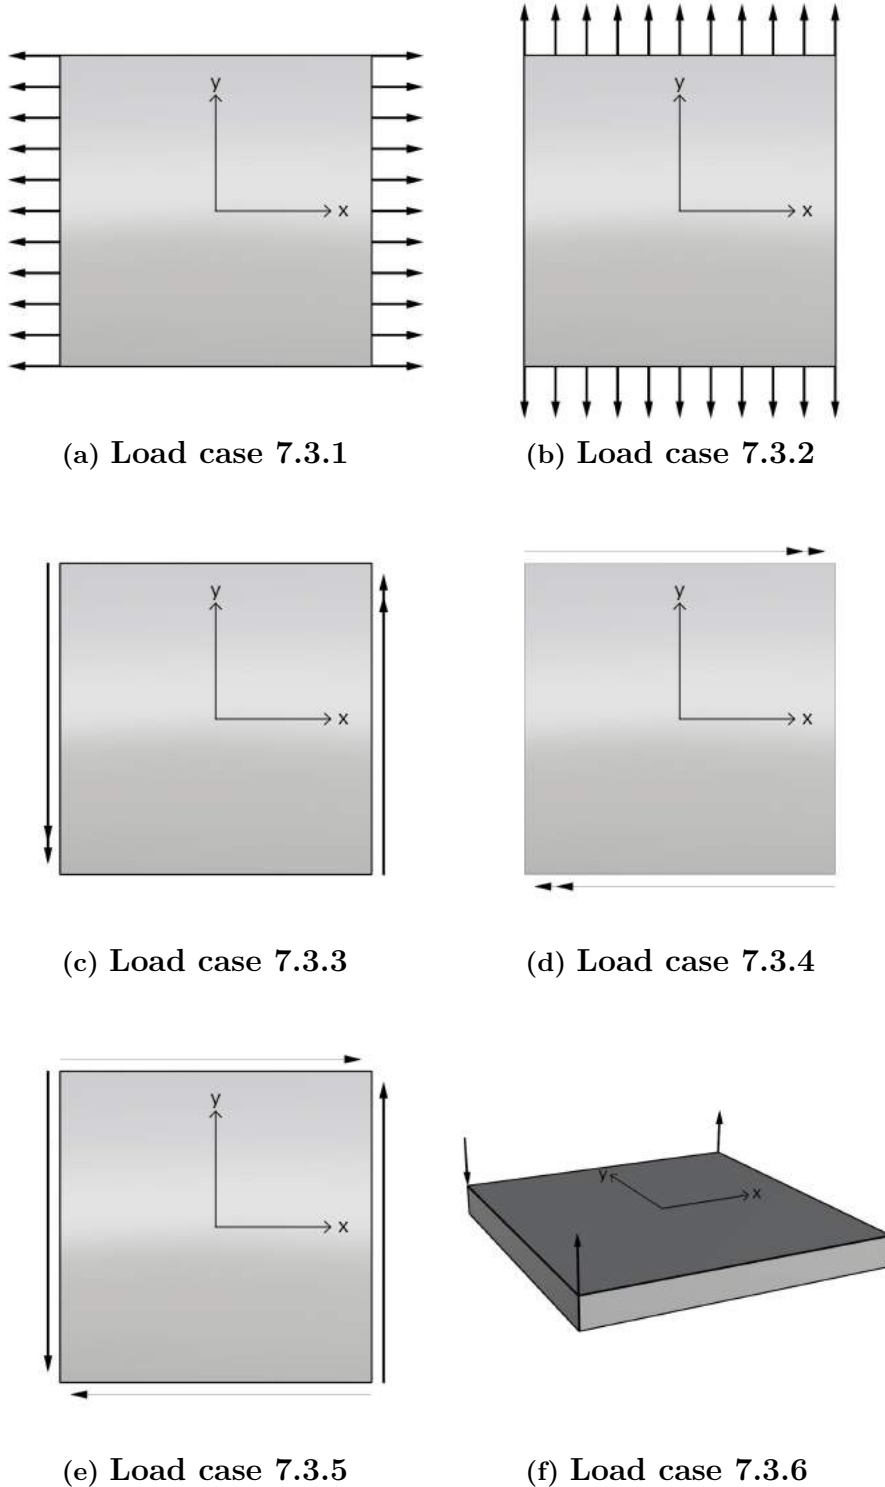 y
x
y
x
(a) Load case 7.3.1
(b) Load case 7.3.2
y
x
y
x
(c) Load case 7.3.3
(d) Load case 7.3.4
y
x
y
x
(e) Load case 7.3.5
(f) Load case 7.3.6